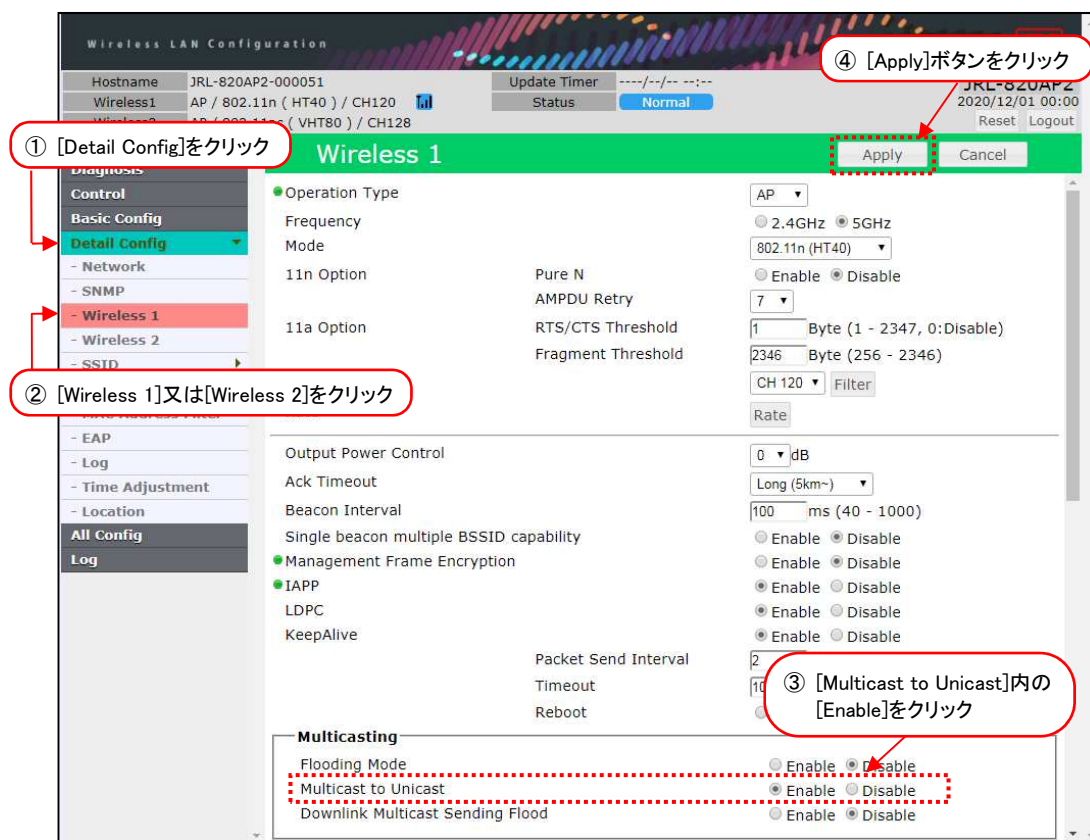 Wireless LAN Configuration
④ [Apply]ボタンをクリック
Hostname JRL-820AP2-000051 Update Timer ----/--/-- --:-- JRL-820AP2
Wireless1 AP / 802.11n ( HT40 ) / CH120 Status Normal 2020/12/01 00:00
Wireless2 AP / 802.11ac ( VHT80 ) / CH128 Reset Logout
① [Detail Config]をクリック
Wireless 1 Apply Cancel
Diagnosis
Control
Basic Config
Detail Config
- Network
- SNMP
- Wireless 1
- Wireless 2
- SSID
② [Wireless 1]又は[Wireless 2]をクリック
- MAC Address Filter
- EAP
- Log
- Time Adjustment
- Location
All Config
Log
Operation Type AP
Frequency 2.4GHz 5GHz
Mode 802.11n (HT40)
11n Option Pure N Enable Disable
AMPDU Retry 7
11a Option RTS/CTS Threshold 1 Byte (1 - 2347, 0:Disable)
Fragment Threshold 2346 Byte (256 - 2346)
CH 120 Filter
Rate
Output Power Control 0 dB
Ack Timeout Long (5km~)
Beacon Interval 100 ms (40 - 1000)
Single beacon multiple BSSID capability Enable Disable
Management Frame Encryption Enable Disable
IAPP Enable Disable
LDPC Enable Disable
KeepAlive Enable Disable
Packet Send Interval 2
Timeout 10
Reboot
③ [Multicast to Unicast]内の
[Enable]をクリック
Multicasting
Flooding Mode Enable Disable
Multicast to Unicast Enable Disable
Downlink Multicast Sending Flood Enable Disable